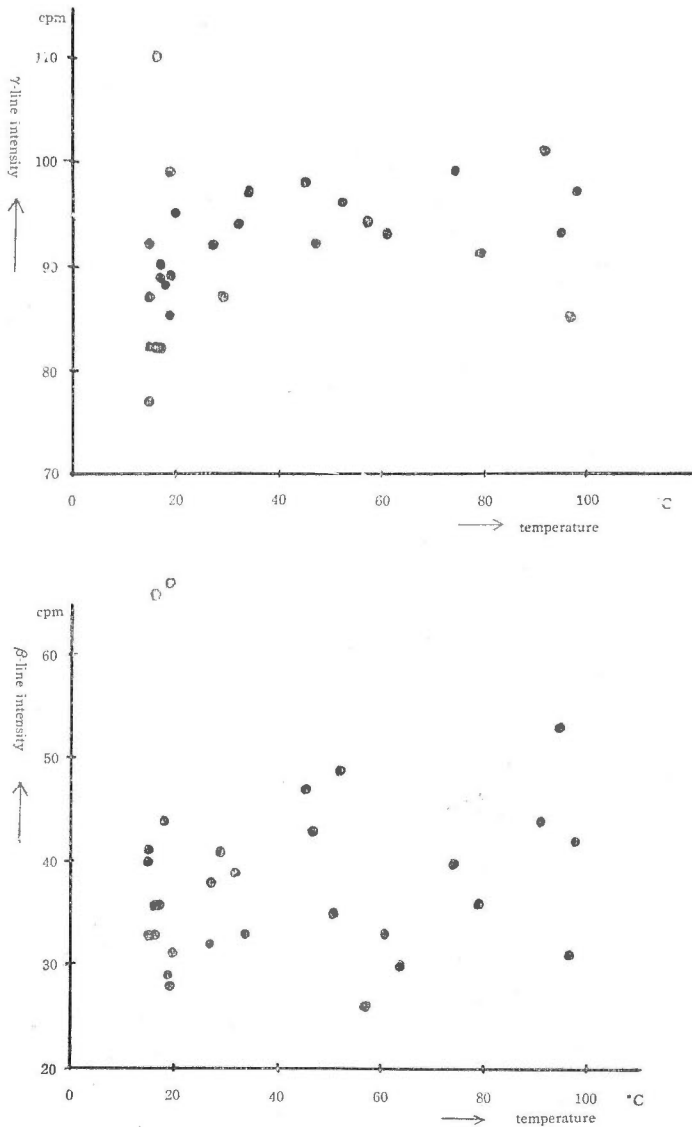 cpm
110
100
90
80
70
γ-line intensity
0 20 40 60 80 100 °C
temperature
cpm
60
50
40
30
20
β-line intensity
0 20 40 60 80 100 °C
temperature